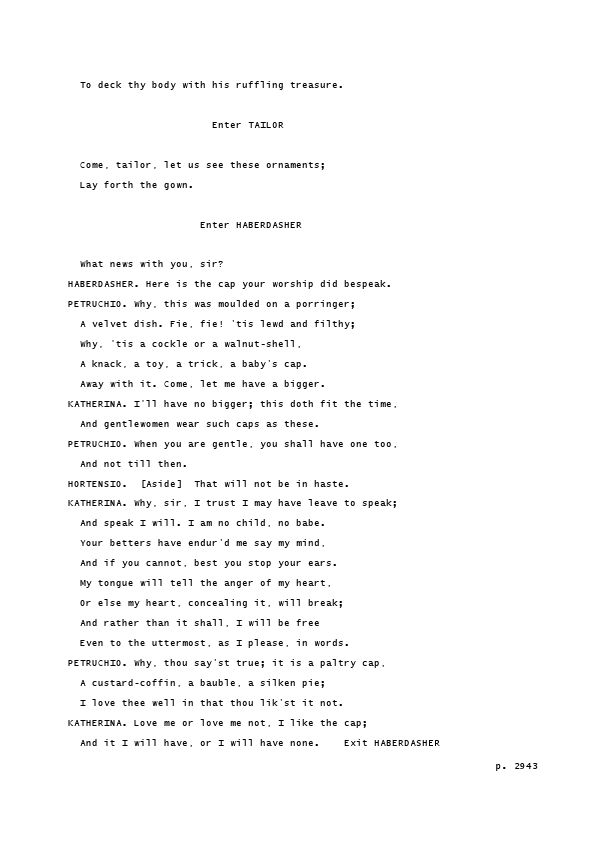 To deck thy body with his ruffling treasure.
Enter TAILOR
Come, tailor, let us see these ornaments;
Lay forth the gown.
Enter HABERDASHER
What news with you, sir?
HABERDASHER. Here is the cap your worship did bespeak.
PETRUCHIO. Why, this was moulded on a porringer;
A velvet dish. Fie, fie! 'tis lewd and filthy;
Why, 'tis a cockle or a walnut-shell,
A knack, a toy, a trick, a baby's cap.
Away with it. Come, let me have a bigger.
KATHERINA. I'll have no bigger; this doth fit the time,
And gentlewomen wear such caps as these.
PETRUCHIO. When you are gentle, you shall have one too,
And not till then.
HORTENSIO.  [Aside]  That will not be in haste.
KATHERINA. Why, sir, I trust I may have leave to speak;
And speak I will. I am no child, no babe.
Your betters have endur'd me say my mind,
And if you cannot, best you stop your ears.
My tongue will tell the anger of my heart,
Or else my heart, concealing it, will break;
And rather than it shall, I will be free
Even to the uttermost, as I please, in words.
PETRUCHIO. Why, thou say'st true; it is a paltry cap,
A custard-coffin, a bauble, a silken pie;
I love thee well in that thou lik'st it not.
KATHERINA. Love me or love me not, I like the cap;
And it I will have, or I will have none.    Exit HABERDASHER
p. 2943